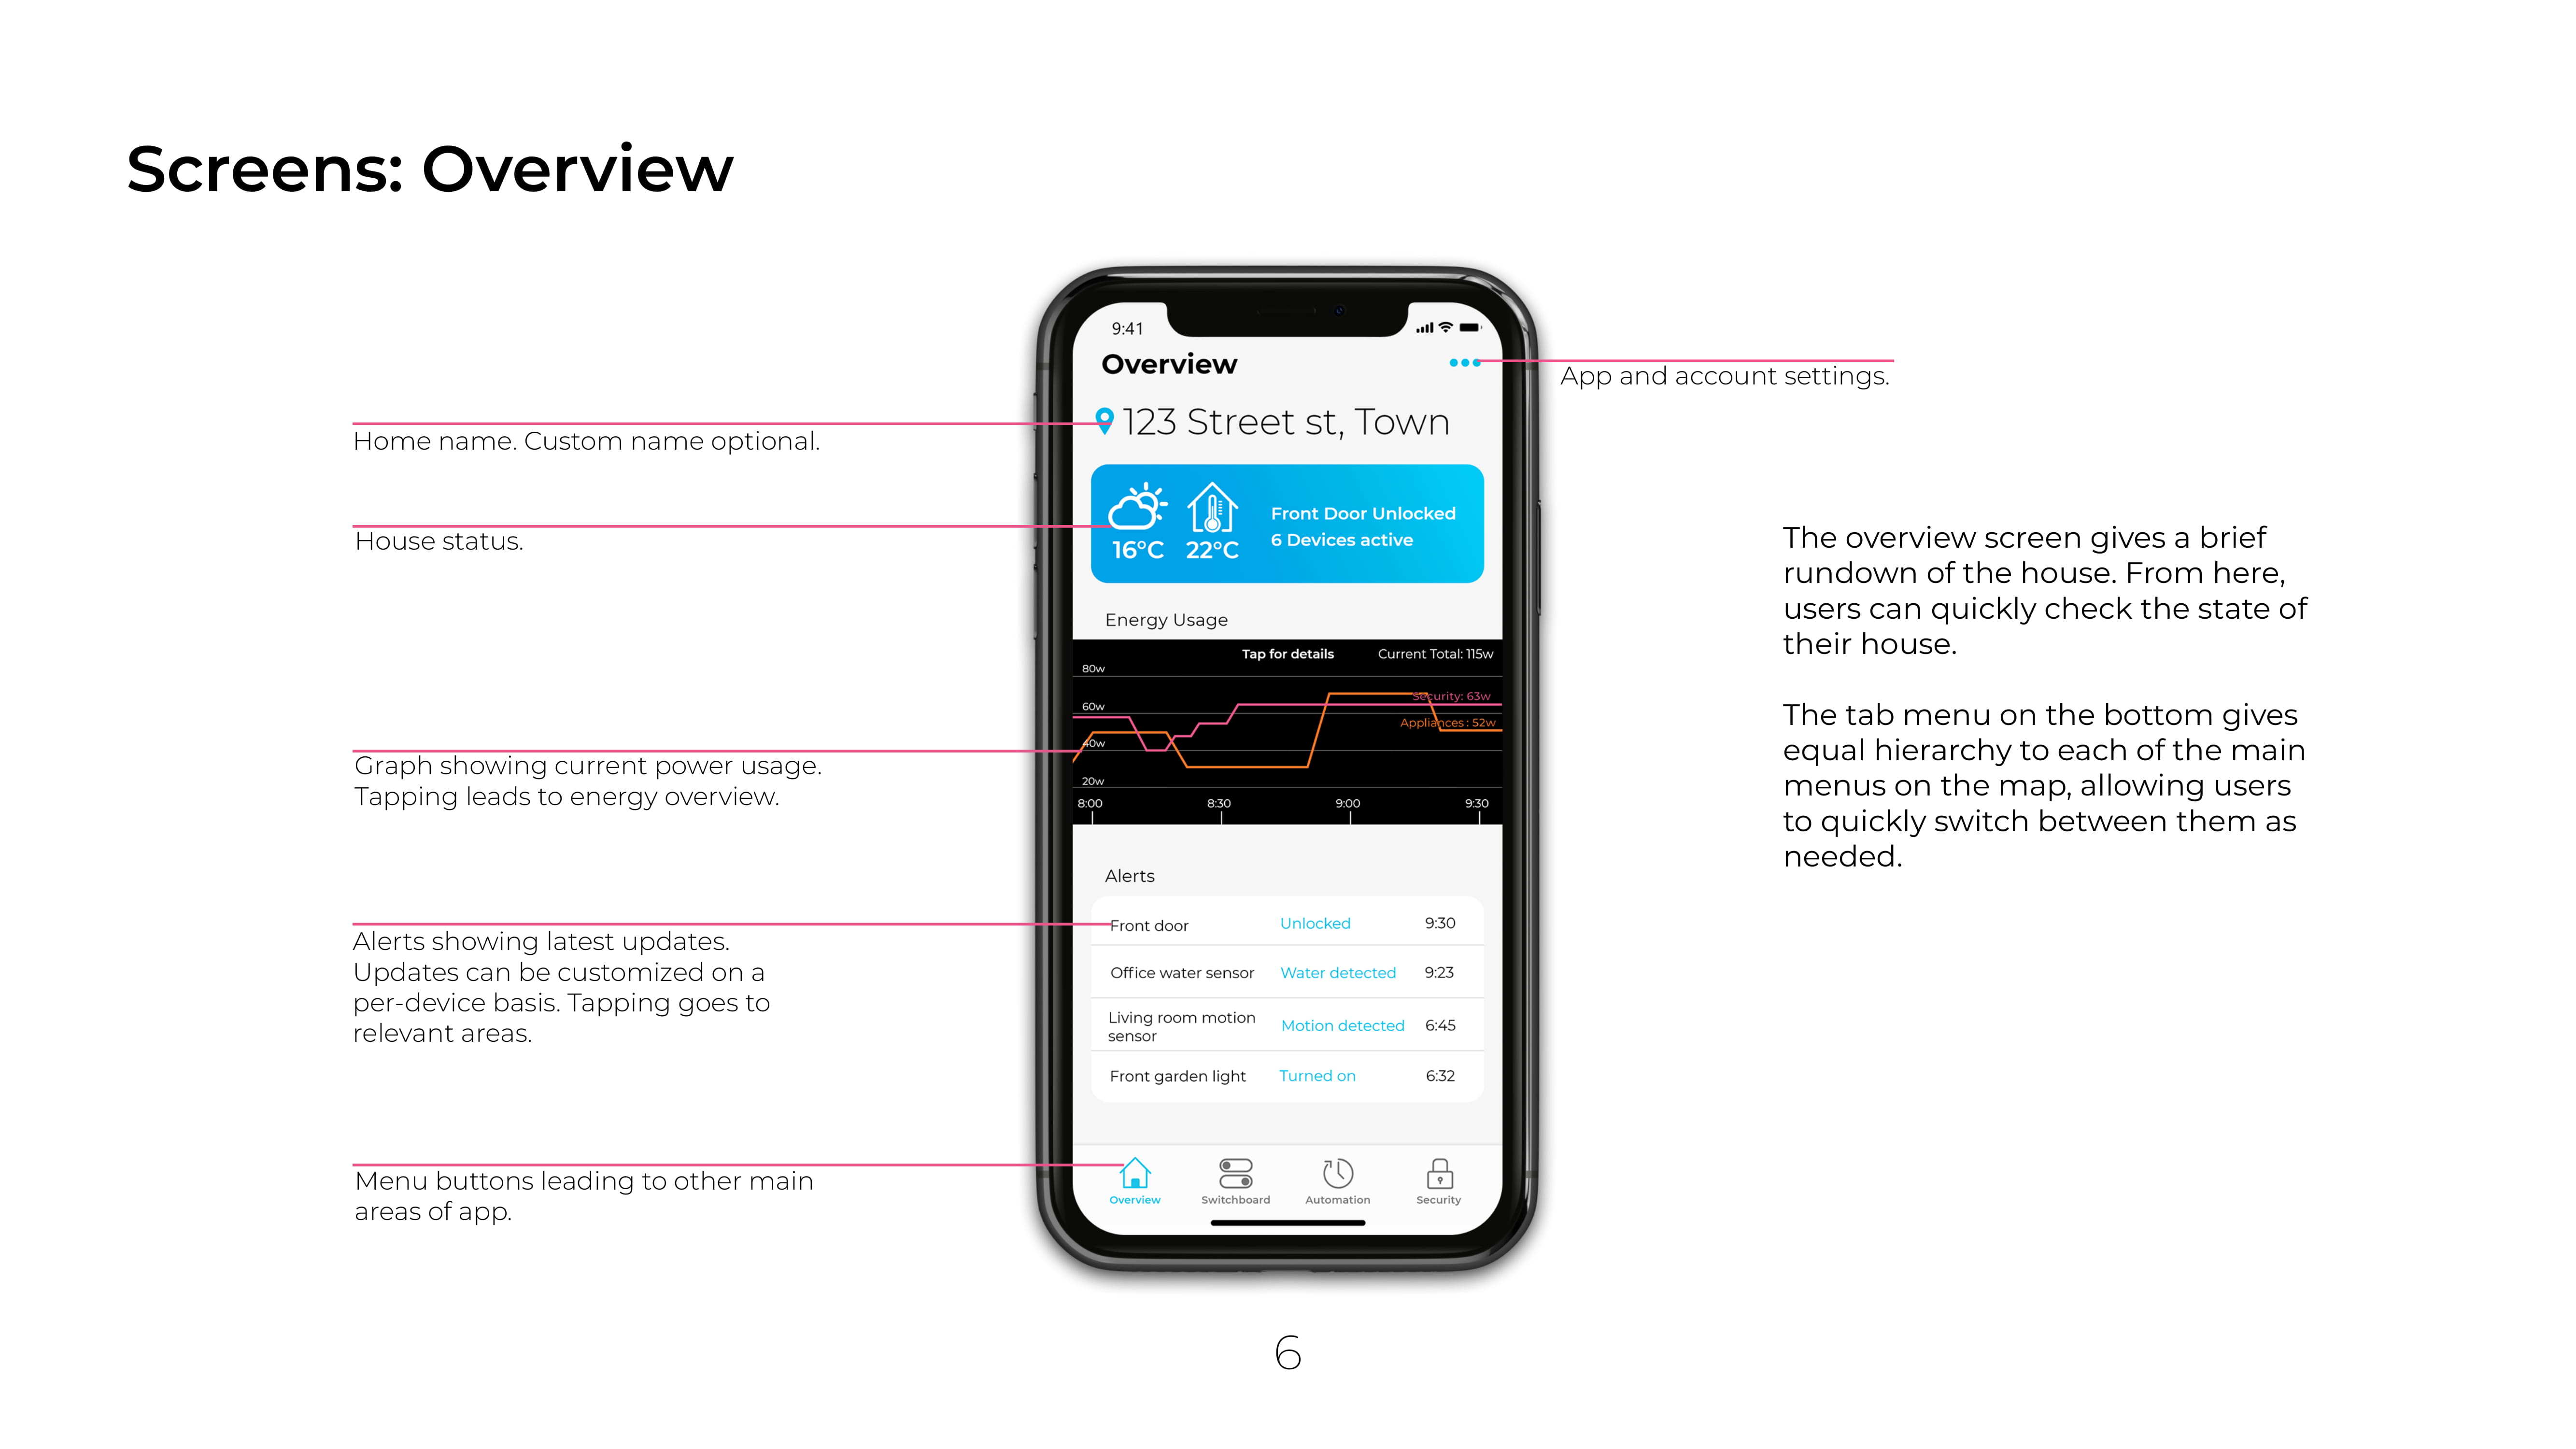 Screens: Overview
9:41
Overview
App and account settings.
123 Street st, Town
Home name. Custom name optional.
House status.
16°C 22°C
Front Door Unlocked
6 Devices active
Energy Usage
Tap for details Current Total: 115w
80w
Security: 63w
60w
Appliances : 52w
40w
20w
8:00 8:30 9:00 9:30
Graph showing current power usage.
Tapping leads to energy overview.
Alerts
Front door Unlocked 9:30
Office water sensor Water detected 9:23
Living room motion
sensor
Motion detected 6:45
Front garden light Turned on 6:32
Alerts showing latest updates.
Updates can be customized on a
per-device basis. Tapping goes to
relevant areas.
Menu buttons leading to other main
areas of app.
Overview Switchboard Automation Security
The overview screen gives a brief
rundown of the house. From here,
users can quickly check the state of
their house.
The tab menu on the bottom gives
equal hierarchy to each of the main
menus on the map, allowing users
to quickly switch between them as
needed.
6